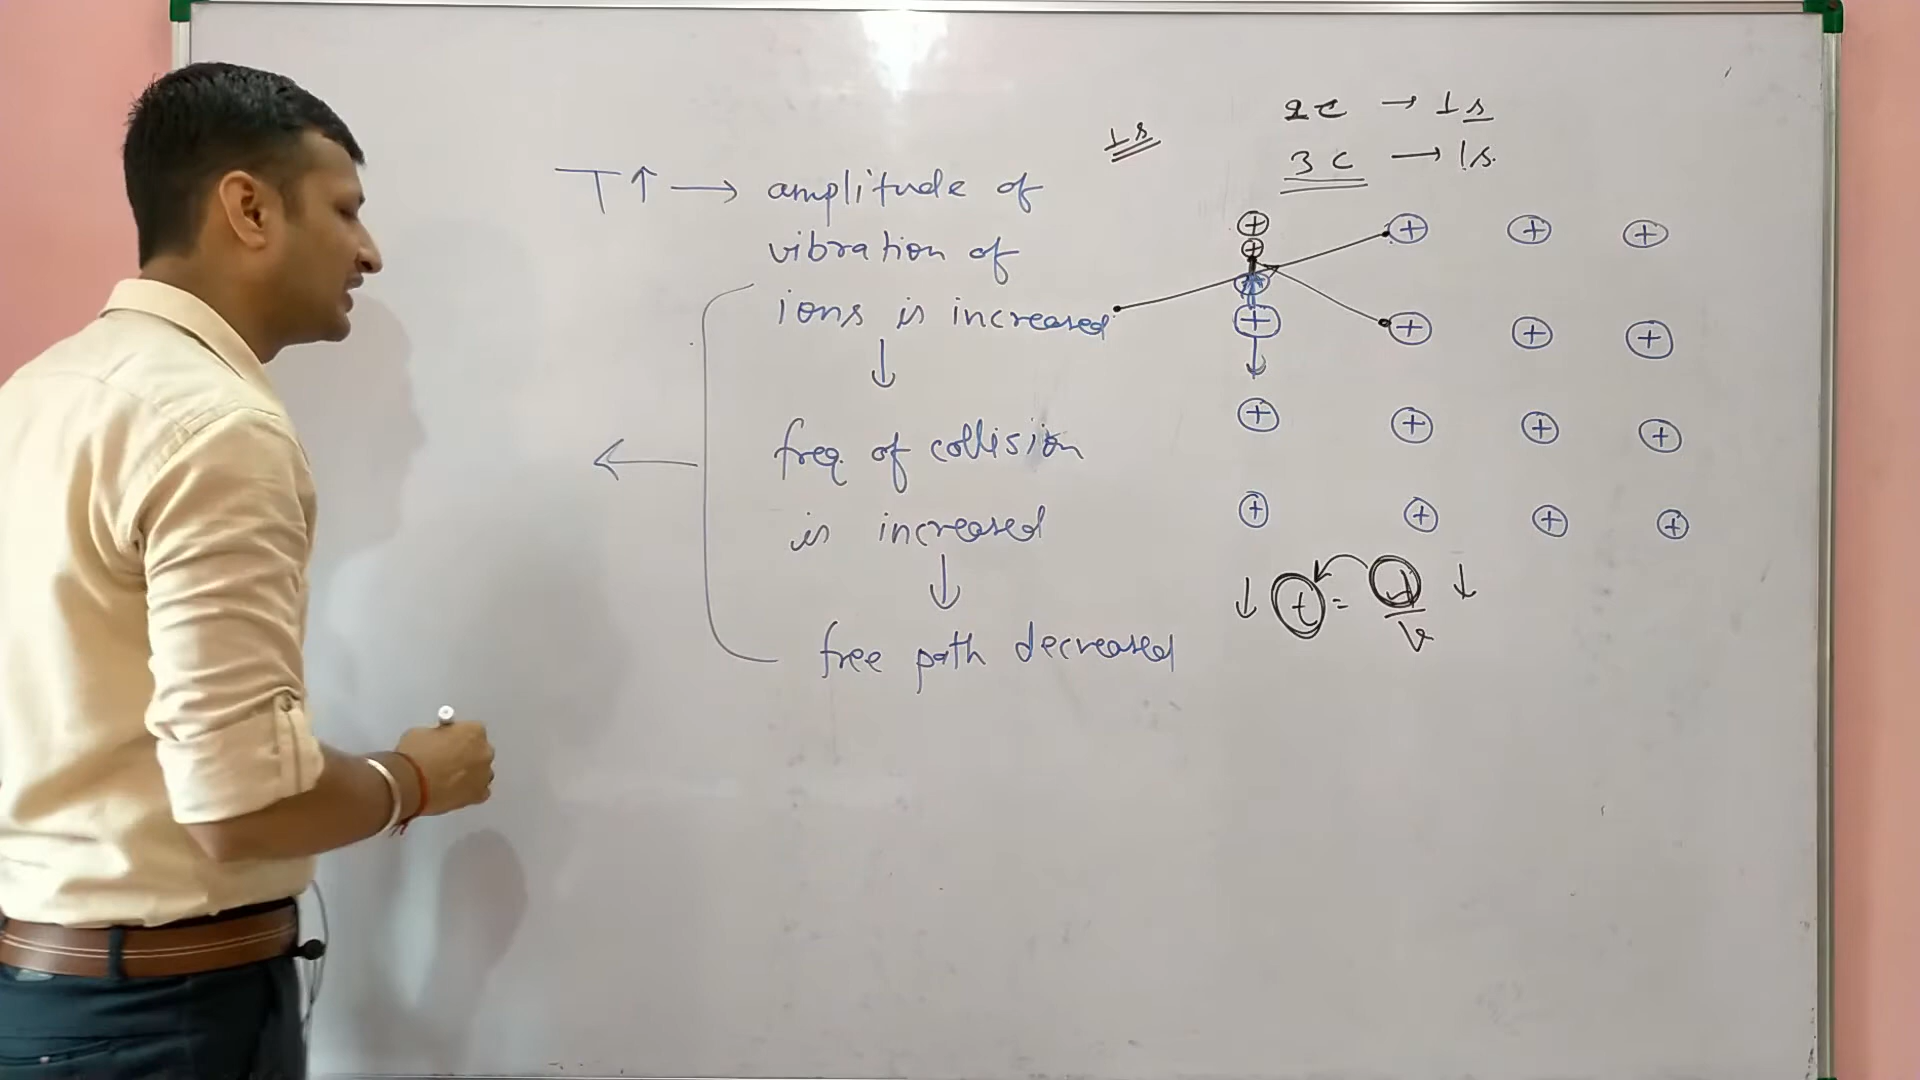 T↑ → amplitude of
vibration of
ions is increased
↓
freq. of collision
is increased
↓
free path decreased
←
1s
2c → 1s
3c → 1s.
⊕ ⊕ ⊕ ⊕
⊕
⊕ ⊕ ⊕ ⊕
⊕ ⊕ ⊕ ⊕
⊕ ⊕ ⊕ ⊕
↓ t = d/v ↓